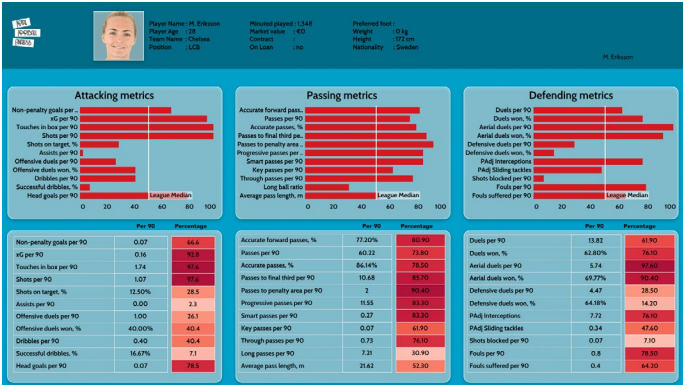 Player Name : M. Eriksson
Player Age : 28
Team Name : Chelsea
Position : LCB
Minuted played : 1,348
Market value : €0
Contract :
On Loan : no
Preferred foot :
Weight : 0 kg
Height : 172 cm
Nationality : Sweden
M. Eriksson
Attacking metrics
Non-penalty goals per ..
xG per 90
Touches in box per 90
Shots per 90
Shots on target, %
Assists per 90
Offensive duels per 90
Offensive duels won, %
Dribbles per 90
Successful dribbles, %
Head goals per 90
League Median
0 20 40 60 80 100
Passing metrics
Accurate forward pass..
Passes per 90
Accurate passes, %
Passes to final third pe..
Passes to penalty area ..
Progressive passes per ..
Smart passes per 90
Key passes per 90
Through passes per 90
Long ball ratio
Average pass length, m
League Median
0 20 40 60 80 100
Defending metrics
Duels per 90
Duels won, %
Aerial duels per 90
Aerial duels won, %
Defensive duels per 90
Defensive duels won, %
PAdj Interceptions
PAdj Sliding tackles
Shots blocked per 90
Fouls per 90
Fouls suffered per 90
League Median
0 20 40 60 80 100
Per 90 Percentage
Non-penalty goals per 90 0.07 66.6
xG per 90 0.16 92.8
Touches in box per 90 1.74 97.6
Shots per 90 1.07 97.6
Shots on target, % 12.50% 28.5
Assists per 90 0.00 2.3
Offensive duels per 90 1.00 26.1
Offensive duels won, % 40.00% 40.4
Dribbles per 90 0.40 40.4
Successful dribbles, % 16.67% 7.1
Head goals per 90 0.07 78.5
Per 90 Percentage
Accurate forward passes, % 77.20% 80.90
Passes per 90 60.22 73.80
Accurate passes, % 86.14% 78.50
Passes to final third per 90 10.68 85.70
Passes to penalty area per 90 2 90.40
Progressive passes per 90 11.55 83.30
Smart passes per 90 0.27 83.30
Key passes per 90 0.07 61.90
Through passes per 90 0.73 76.10
Long passes per 90 7.21 30.90
Average pass length, m 21.62 52.30
Per 90 Percentage
Duels per 90 13.82 61.90
Duels won, % 62.80% 76.10
Aerial duels per 90 5.74 97.60
Aerial duels won, % 69.77% 90.40
Defensive duels per 90 4.47 28.50
Defensive duels won, % 64.18% 14.20
PAdj Interceptions 7.72 76.10
PAdj Sliding tackles 0.34 47.60
Shots blocked per 90 0.07 7.10
Fouls per 90 0.8 78.50
Fouls suffered per 90 0.4 64.20